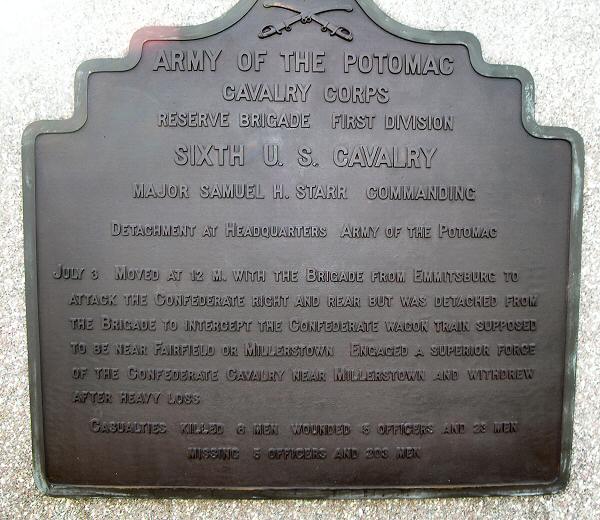 ARMY OF THE POTOMAC
CAVALRY CORPS
RESERVE BRIGADE FIRST DIVISION
SIXTH U. S. CAVALRY
MAJOR SAMUEL H. STARR COMMANDING
DETACHMENT AT HEADQUARTERS ARMY OF THE POTOMAC
JULY 3 MOVED AT 12 M. WITH THE BRIGADE FROM EMMITSBURG TO
ATTACK THE CONFEDERATE RIGHT AND REAR BUT WAS DETACHED FROM
THE BRIGADE TO INTERCEPT THE CONFEDERATE WAGON TRAIN SUPPOSED
TO BE NEAR FAIRFIELD OR MILLERSTOWN ENGAGED A SUPERIOR FORCE
OF THE CONFEDERATE CAVALRY NEAR MILLERSTOWN AND WITHDREW
AFTER HEAVY LOSS
CASUALTIES KILLED 6 MEN WOUNDED 5 OFFICERS AND 23 MEN
MISSING 5 OFFICERS AND 203 MEN